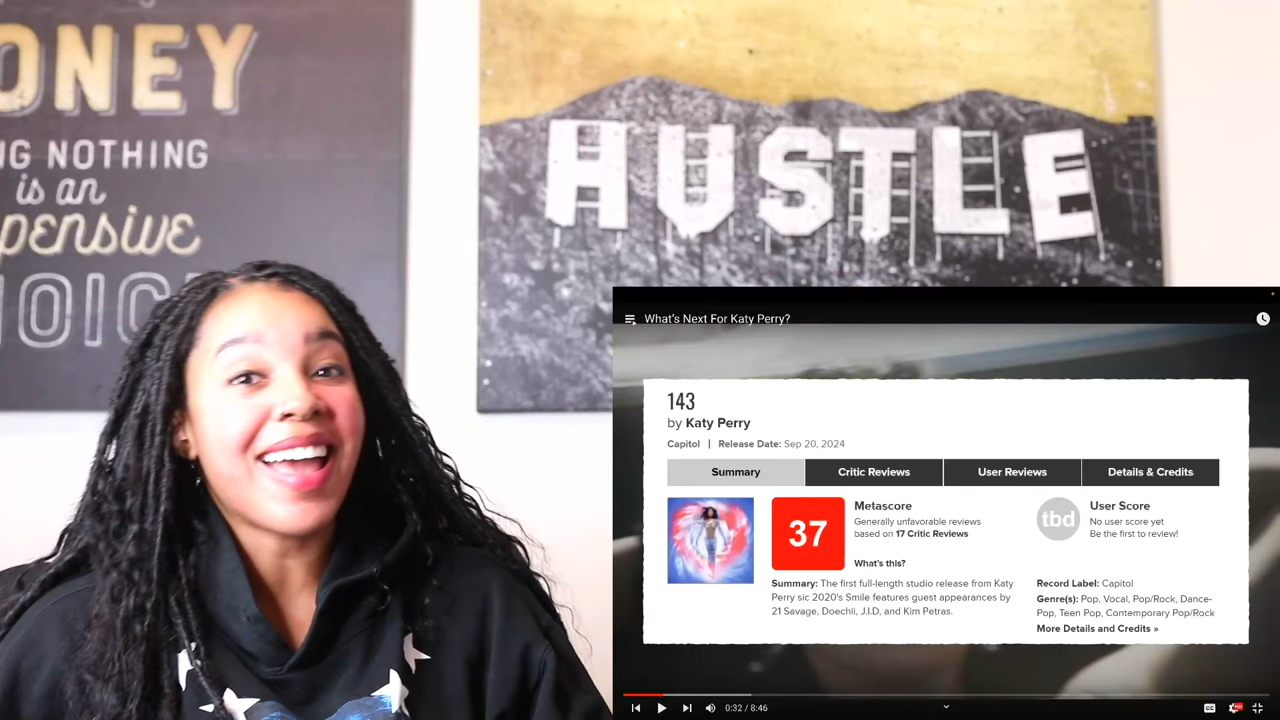 ONEY
NG NOTHING
is an
pensive
HOIC
HUSTLE
What's Next For Katy Perry?
143
by Katy Perry
Capitol | Release Date: Sep 20, 2024
Summary Critic Reviews User Reviews Details & Credits
37
Metascore
Generally unfavorable reviews
based on 17 Critic Reviews
What's this?
tbd
User Score
No user score yet
Be the first to review!
Summary: The first full-length studio release from Katy
Perry sic 2020's Smile features guest appearances by
21 Savage, Doechii, J.I.D, and Kim Petras.
Record Label: Capitol
Genre(s): Pop, Vocal, Pop/Rock, Dance-
Pop, Teen Pop, Contemporary Pop/Rock
More Details and Credits »
0:32 / 8:46
CC
HD